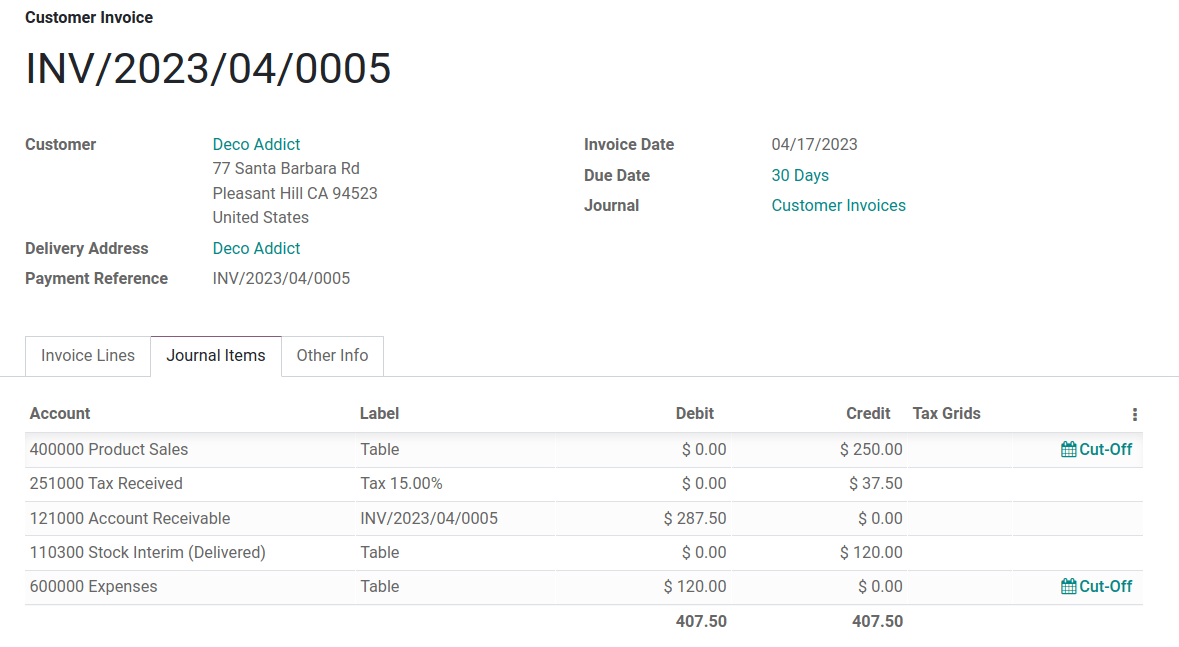 Customer Invoice
INV/2023/04/0005
Customer Deco Addict Invoice Date 04/17/2023
77 Santa Barbara Rd Due Date 30 Days
Pleasant Hill CA 94523 Journal Customer Invoices
United States
Delivery Address Deco Addict
Payment Reference INV/2023/04/0005
Invoice Lines Journal Items Other Info
Account Label Debit Credit Tax Grids
400000 Product Sales Table $ 0.00 $ 250.00 Cut-Off
251000 Tax Received Tax 15.00% $ 0.00 $ 37.50
121000 Account Receivable INV/2023/04/0005 $ 287.50 $ 0.00
110300 Stock Interim (Delivered) Table $ 0.00 $ 120.00
600000 Expenses Table $ 120.00 $ 0.00 Cut-Off
407.50 407.50